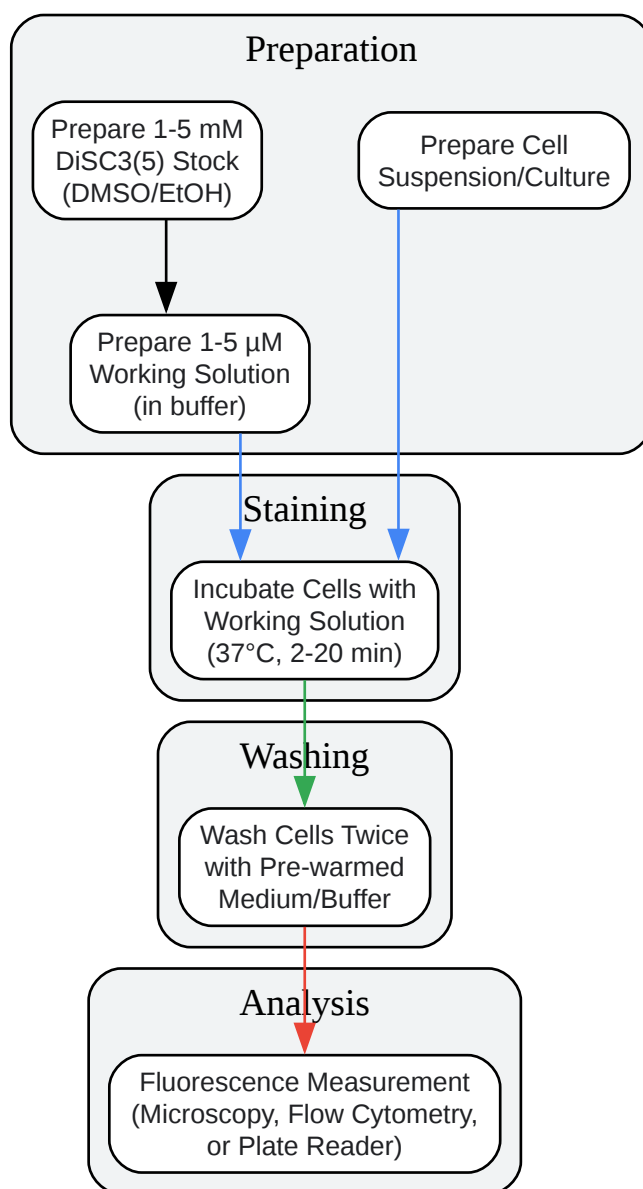 Preparation
Prepare 1-5 mM
DiSC3(5) Stock
(DMSO/EtOH)
Prepare Cell
Suspension/Culture
Prepare 1-5 µM
Working Solution
(in buffer)
Staining
Incubate Cells with
Working Solution
(37°C, 2-20 min)
Washing
Wash Cells Twice
with Pre-warmed
Medium/Buffer
Analysis
Fluorescence Measurement
(Microscopy, Flow Cytometry,
or Plate Reader)